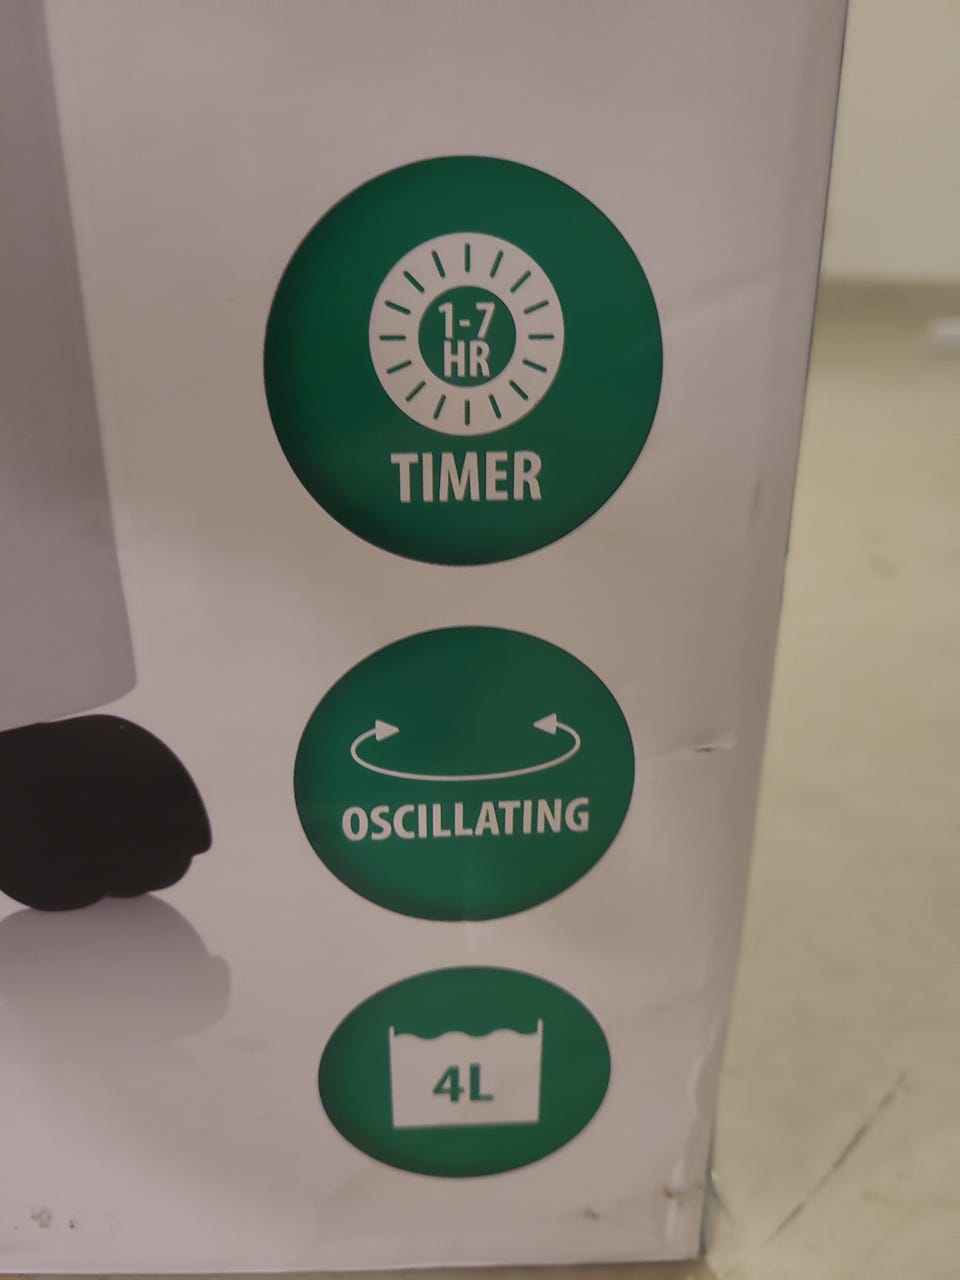 1-7
HR
TIMER
OSCILLATING
4L